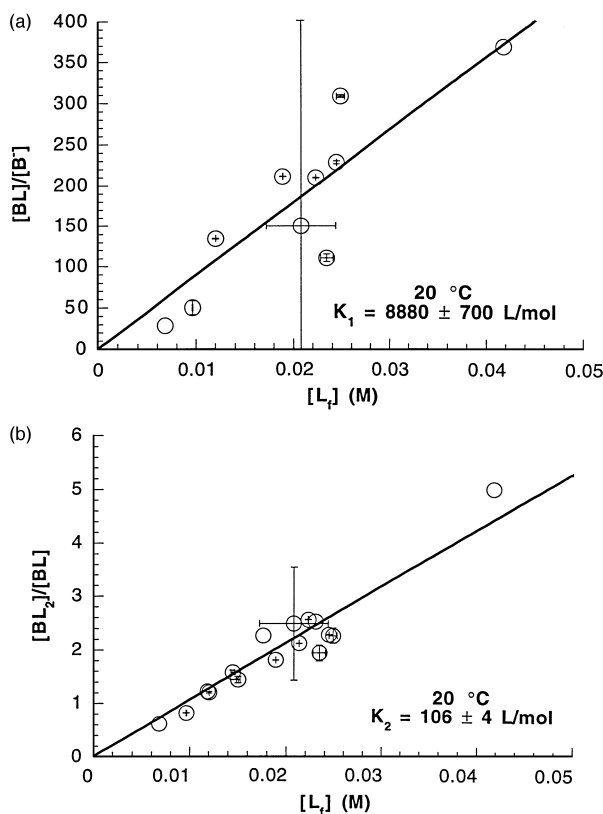 (a)
400
350
300
250
200
150
100
50
0
[BL]/[B⁻]
20 °C
K₁ = 8880 ± 700 L/mol
0 0.01 0.02 0.03 0.04 0.05
[L_f] (M)
(b)
6
5
4
3
2
1
0
[BL₂]/[BL]
20 °C
K₂ = 106 ± 4 L/mol
0 0.01 0.02 0.03 0.04 0.05
[L_f] (M)